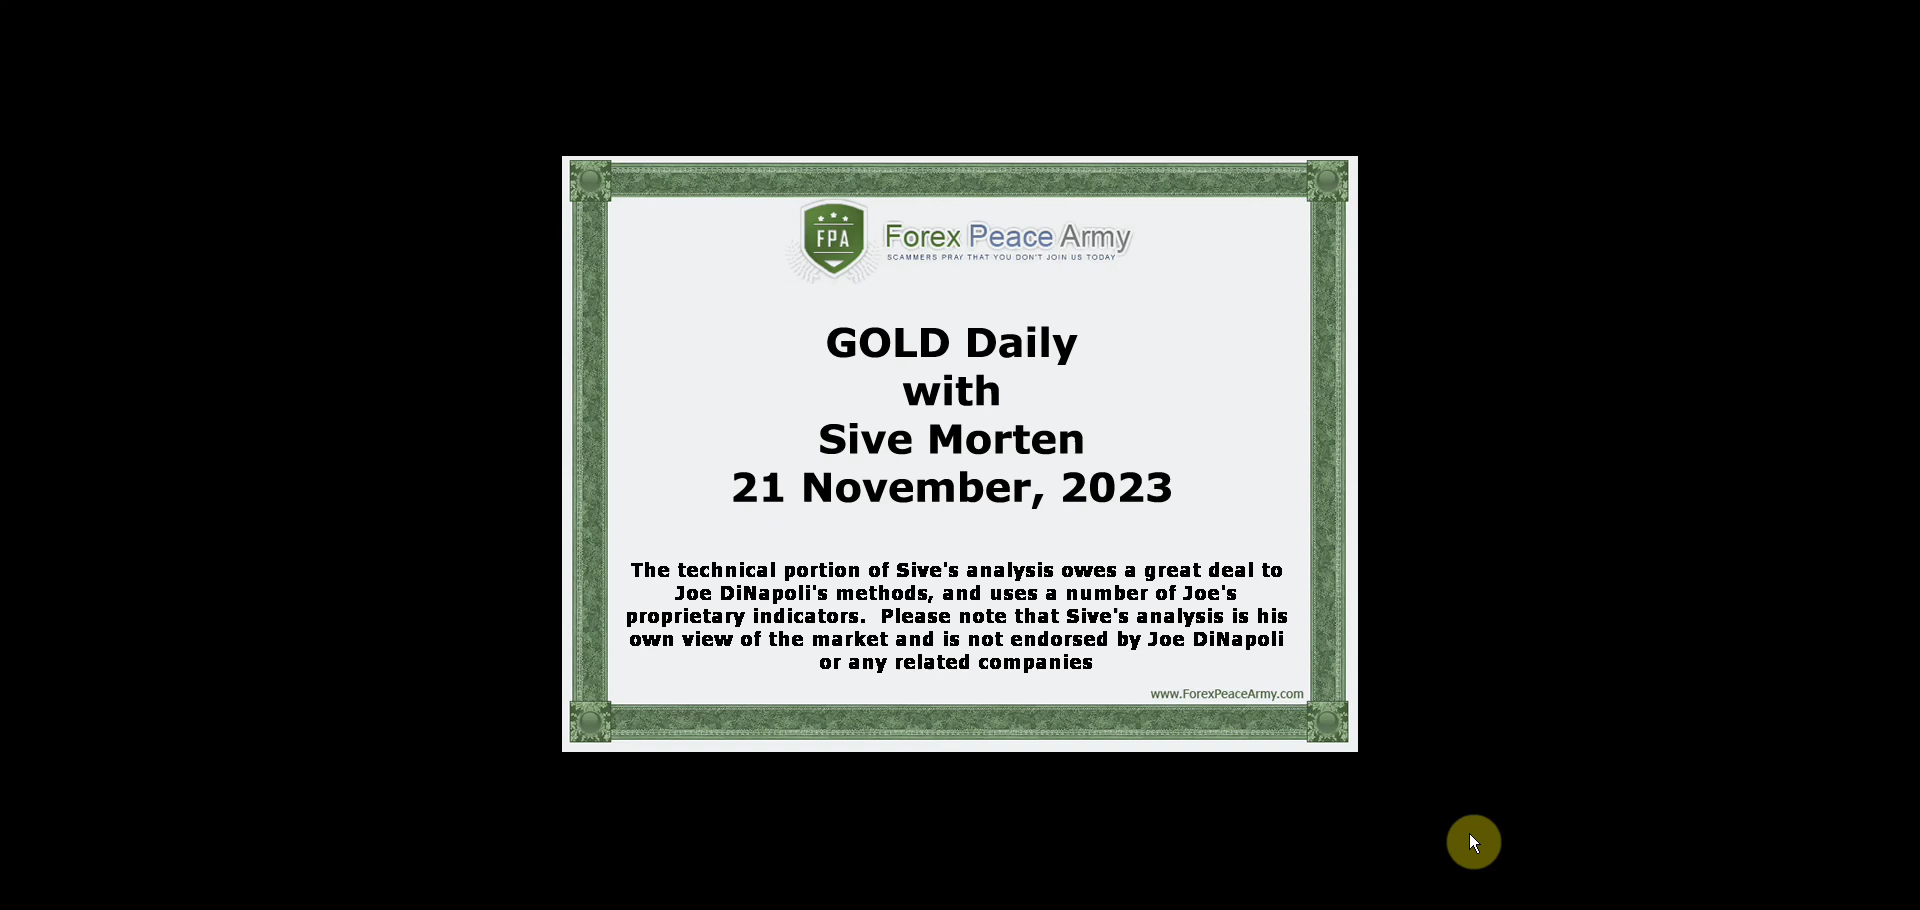 FPA
Forex Peace Army
SCAMMERS PRAY THAT YOU DON'T JOIN US TODAY
GOLD Daily
with
Sive Morten
21 November, 2023
The technical portion of Sive's analysis owes a great deal to
Joe DiNapoli's methods, and uses a number of Joe's
proprietary indicators.  Please note that Sive's analysis is his
own view of the market and is not endorsed by Joe DiNapoli
or any related companies
www.ForexPeaceArmy.com